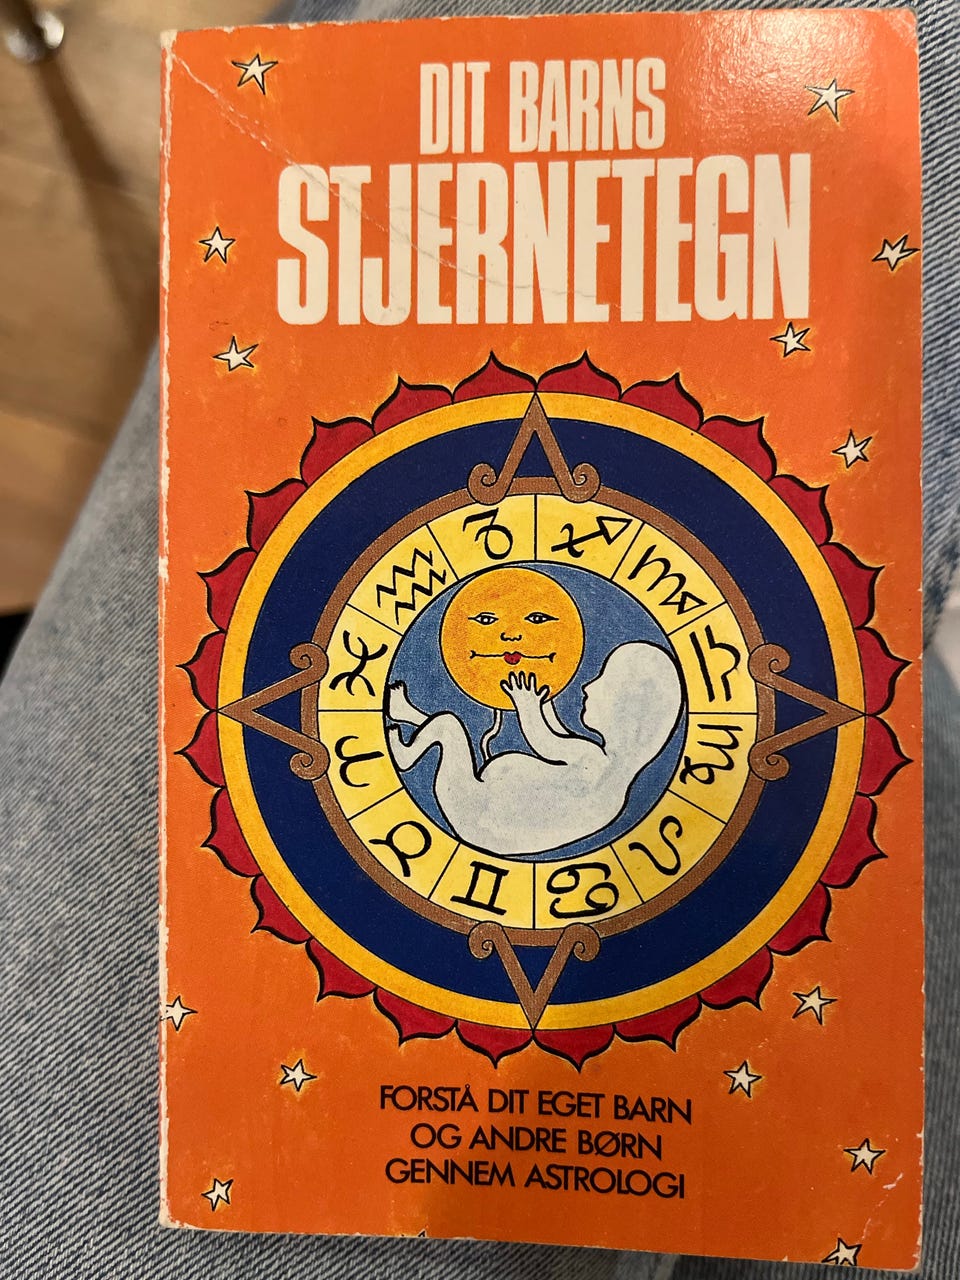 DIT BARNS
STJERNETEGN
FORSTÅ DIT EGET BARN
OG ANDRE BØRN
GENNEM ASTROLOGI